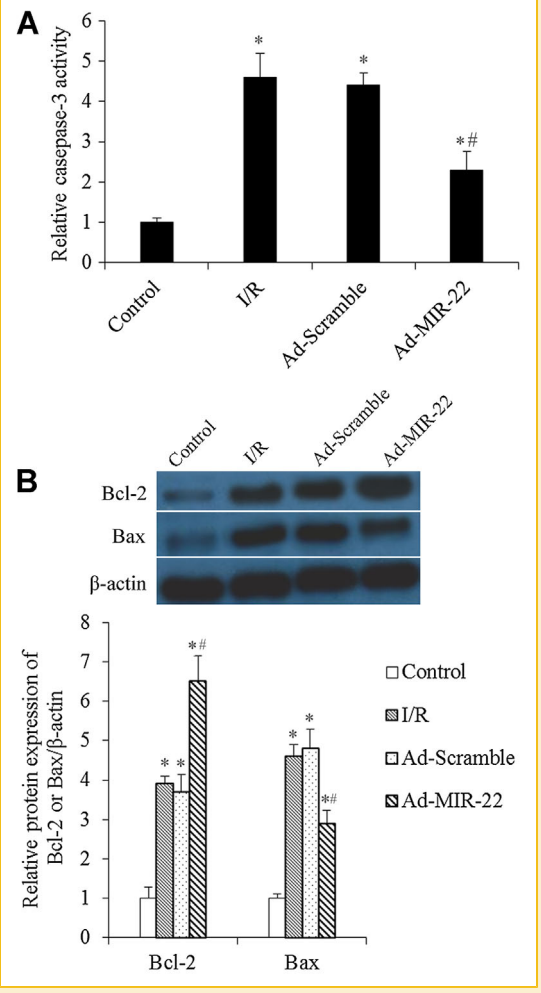 A
Relative casepase-3 activity
6
5
4
3
2
1
0
*
*
*#
Control
I/R
Ad-Scramble
Ad-MIR-22
B
Control
I/R
Ad-Scramble
Ad-MIR-22
Bcl-2
Bax
β-actin
Relative protein expression of
Bcl-2 or Bax/β-actin
8
7
6
5
4
3
2
1
0
* *
*#
*
*
*#
Bcl-2
Bax
Control
I/R
Ad-Scramble
Ad-MIR-22